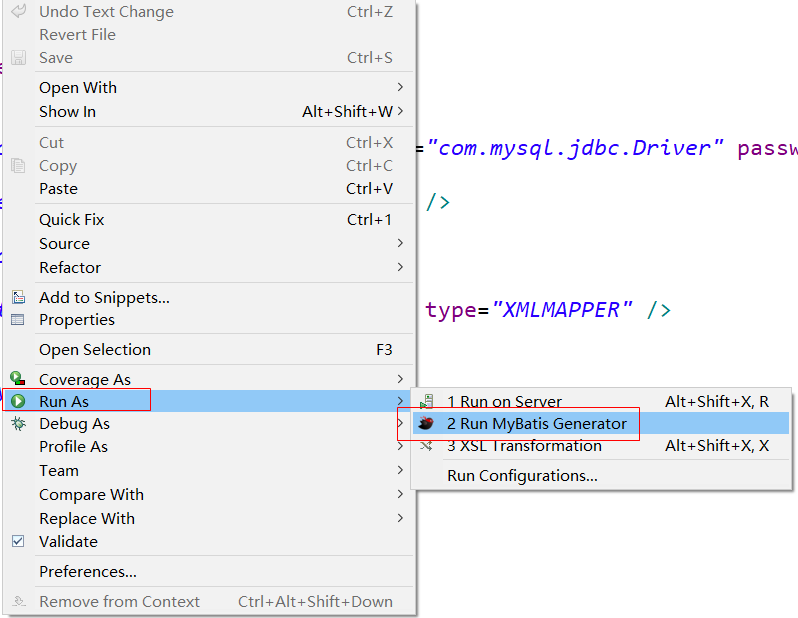 Undo Text Change Ctrl+Z
Revert File
Save Ctrl+S
Open With
Show In Alt+Shift+W
Cut Ctrl+X
="com.mysql.jdbc.Driver" passw
Copy Ctrl+C
Paste Ctrl+V
/>
Quick Fix Ctrl+1
Source
Refactor
Add to Snippets...
type="XMLMAPPER" />
Properties
Open Selection F3
Coverage As
Run As
1 Run on Server Alt+Shift+X, R
Debug As
2 Run MyBatis Generator
Profile As
3 XSL Transformation Alt+Shift+X, X
Team
Run Configurations...
Compare With
Replace With
Validate
Preferences...
Remove from Context Ctrl+Alt+Shift+Down